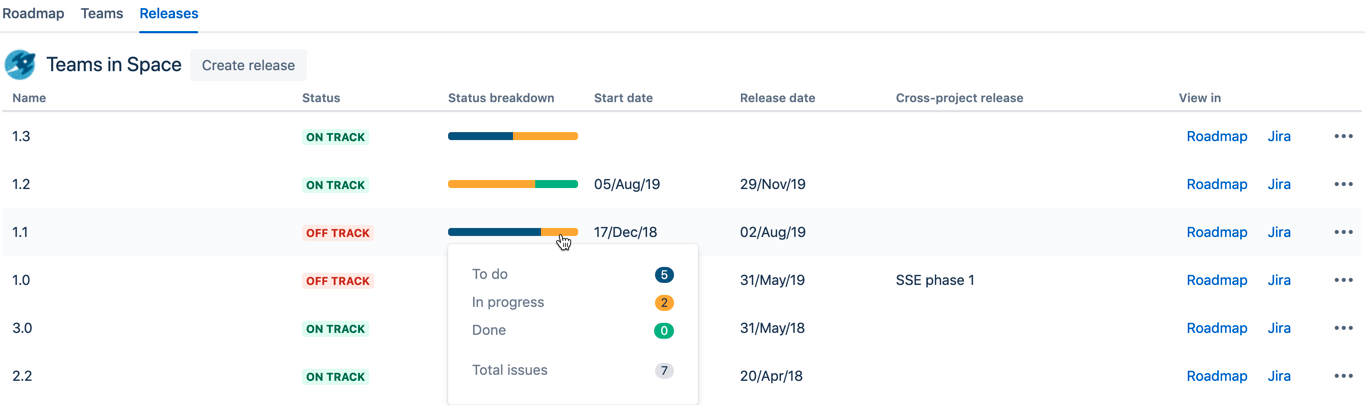 Roadmap Teams Releases
Teams in Space Create release
Name Status Status breakdown Start date Release date Cross-project release View in
1.3 ON TRACK Roadmap Jira •••
1.2 ON TRACK 05/Aug/19 29/Nov/19 Roadmap Jira •••
1.1 OFF TRACK 17/Dec/18 02/Aug/19 Roadmap Jira •••
1.0 OFF TRACK 31/May/19 SSE phase 1 Roadmap Jira •••
3.0 ON TRACK 31/May/18 Roadmap Jira •••
2.2 ON TRACK 20/Apr/18 Roadmap Jira •••
To do 5
In progress 2
Done 0
Total issues 7